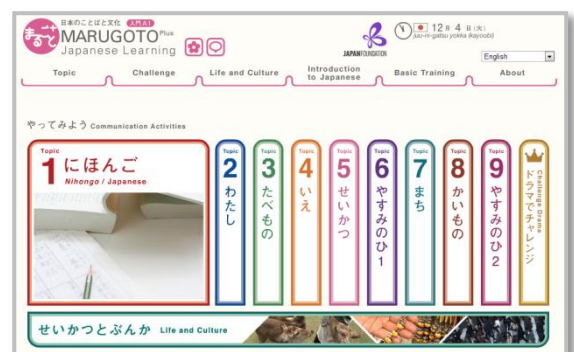 日本のことばと文化 入門 A1
まるごと+
MARUGOTO Plus
Japanese Learning
JAPANFOUNDATION
12月 4日(火)
juu-ni-gatsu yokka (kayoobi)
English
Topic
Challenge
Life and Culture
Introduction
to Japanese
Basic Training
About
やってみよう Communication Activities
Topic
1
にほんご
Nihongo / Japanese
Topic
2
わたし
Topic
3
たべもの
Topic
4
いえ
Topic
5
せいかつ
Topic
6
やすみのひ 1
Topic
7
まち
Topic
8
かいもの
Topic
9
やすみのひ 2
Challenge Drama
ドラマでチャレンジ
せいかつとぶんか Life and Culture